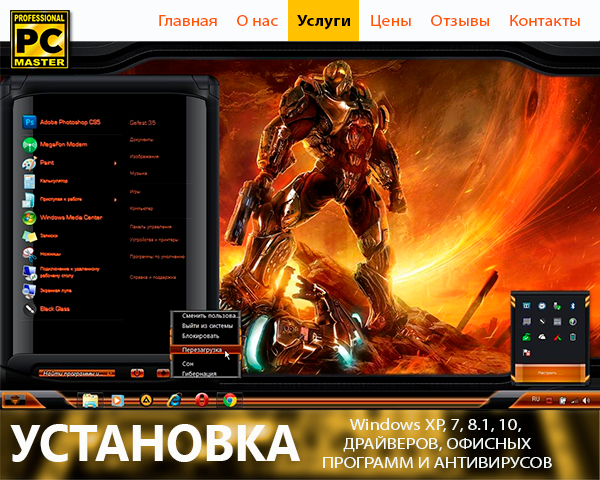 PROFESSIONAL
PC
MASTER
Главная О нас Услуги Цены Отзывы Контакты
Adobe Photoshop CS5
MegaFon Modem
Paint
Калькулятор
Приступая к работе
Windows Media Center
Записки
Ножницы
Подключение к удаленному
рабочему столу
Экранная лупа
Black Glass
Gefest 3.5
Документы
Изображения
Музыка
Игры
Компьютер
Панель управления
Устройства и принтеры
Программы по умолчанию
Справка и поддержка
Найти программы и
Сменить пользова..
Выйти из системы
Блокировать
Перезагрузка
Сон
Гибернация
Настроить...
RU
УСТАНОВКА
Windows XP, 7, 8.1, 10,
ДРАЙВЕРОВ, ОФИСНЫХ
ПРОГРАММ И АНТИВИРУСОВ